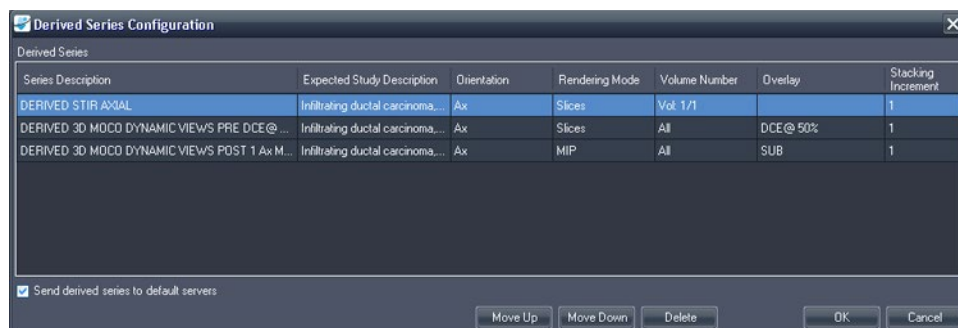 Derived Series Configuration
Derived Series
Series Description Expected Study Description Orientation Rendering Mode Volume Number Overlay Stacking Increment
DERIVED STIR AXIAL Infiltrating ductal carcinoma,... Ax Slices Vol: 1/1 1
DERIVED 3D MOCO DYNAMIC VIEWS PRE DCE@ ... Infiltrating ductal carcinoma,... Ax Slices All DCE@ 50% 1
DERIVED 3D MOCO DYNAMIC VIEWS POST 1 Ax M... Infiltrating ductal carcinoma,... Ax MIP All SUB 1
Send derived series to default servers
Move Up Move Down Delete OK Cancel